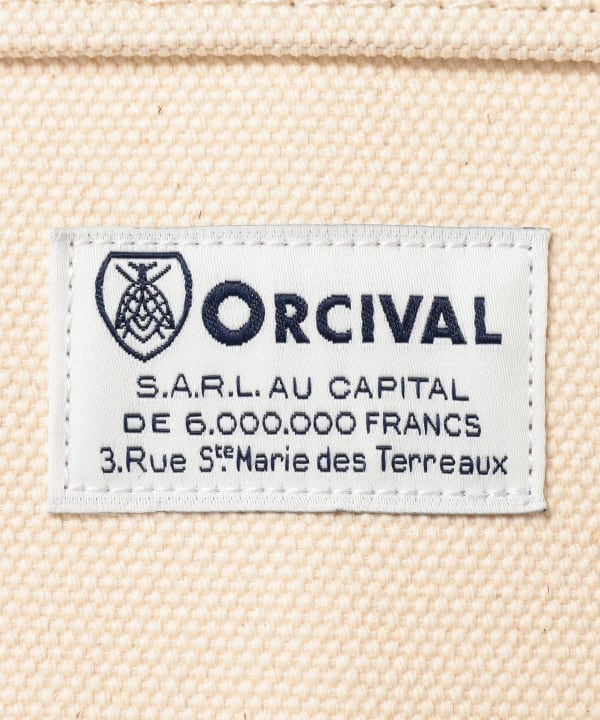 ORCIVAL
S.A.R.L. AU CAPITAL
DE 6.000.000 FRANCS
3.Rue Ste Marie des Terreaux